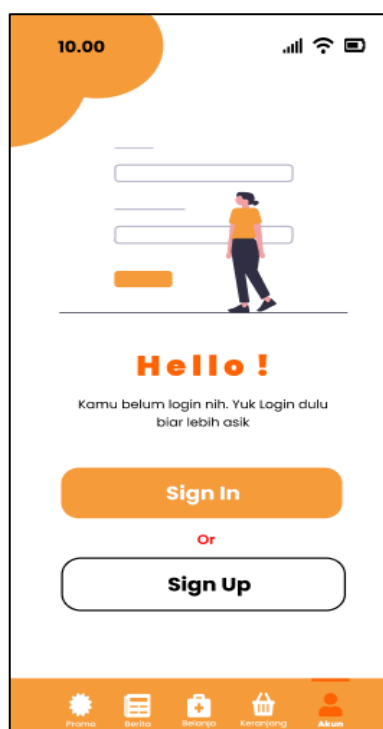 10.00
Hello !
Kamu belum login nih. Yuk Login dulu
biar lebih asik
Sign In
Or
Sign Up
Promo Berita Belanja Keranjang Akun